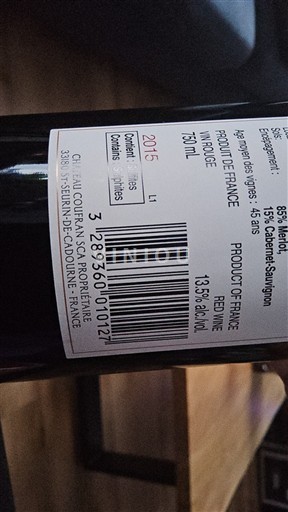 Encépagement :
85% Merlot,
15% Cabernet-Sauvignon
Age moyen des vignes : 45 ans
PRODUIT DE FRANCE
PRODUCT OF FRANCE
VIN ROUGE
RED WINE
750 mL
13.5% alc./vol.
L1
2015
Contient
Contains
3 289360 010127
CHATEAU COUFRAN SCA PROPRIÉTAIRE
33180 ST-SEURIN-DE-CADOURNE - FRANCE